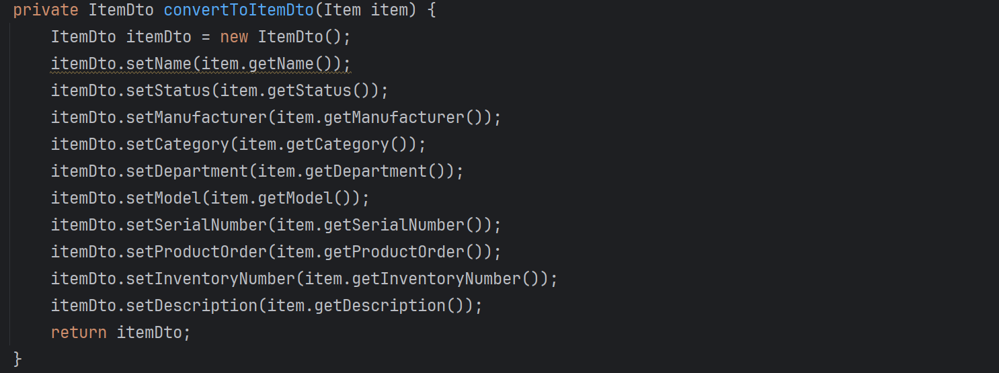 private ItemDto convertToItemDto(Item item) {
    ItemDto itemDto = new ItemDto();
    itemDto.setName(item.getName());
    itemDto.setStatus(item.getStatus());
    itemDto.setManufacturer(item.getManufacturer());
    itemDto.setCategory(item.getCategory());
    itemDto.setDepartment(item.getDepartment());
    itemDto.setModel(item.getModel());
    itemDto.setSerialNumber(item.getSerialNumber());
    itemDto.setProductOrder(item.getProductOrder());
    itemDto.setInventoryNumber(item.getInventoryNumber());
    itemDto.setDescription(item.getDescription());
    return itemDto;
}